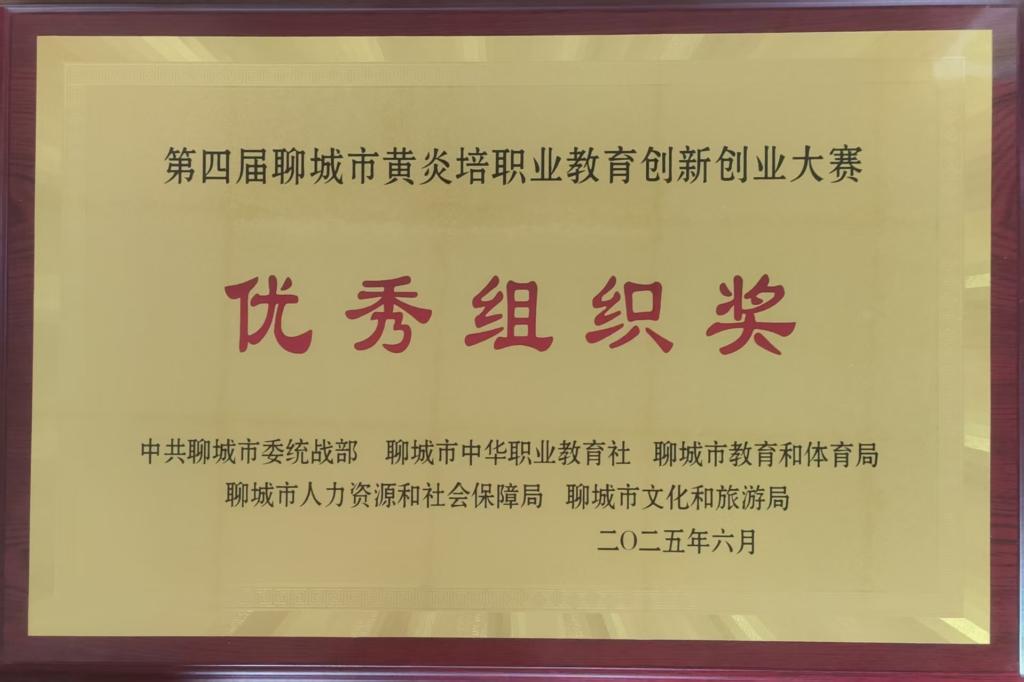 第四届聊城市黄炎培职业教育创新创业大赛
优秀组织奖
中共聊城市委统战部 聊城市中华职业教育社 聊城市教育和体育局
聊城市人力资源和社会保障局 聊城市文化和旅游局
二〇二五年六月